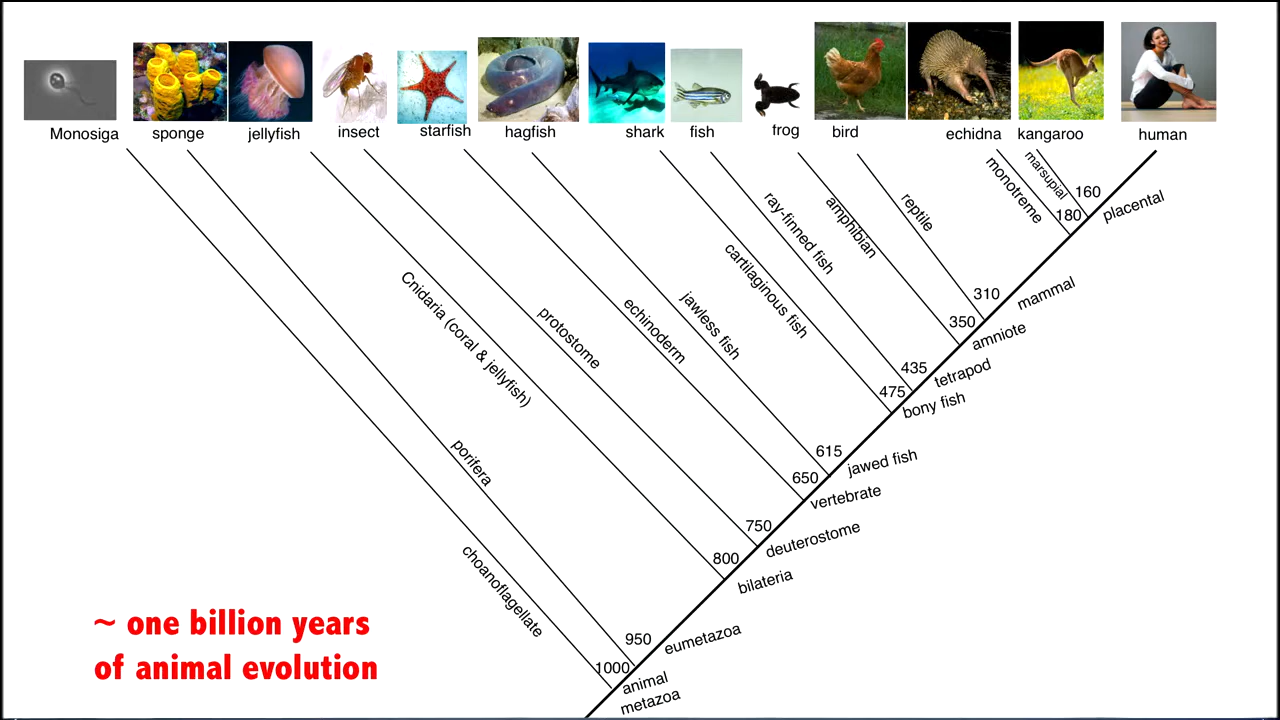 Monosiga
sponge
jellyfish
insect
starfish
hagfish
shark
fish
frog
bird
echidna
kangaroo
human
choanoflagellate
porifera
Cnidaria (coral & jellyfish)
protostome
echinoderm
jawless fish
cartilaginous fish
ray-finned fish
amphibian
reptile
monotreme
marsupial
160
180
placental
310
mammal
350
amniote
435
tetrapod
475
bony fish
615
jawed fish
650
vertebrate
750
deuterostome
800
bilateria
950
eumetazoa
1000
animal
metazoa
~ one billion years
of animal evolution